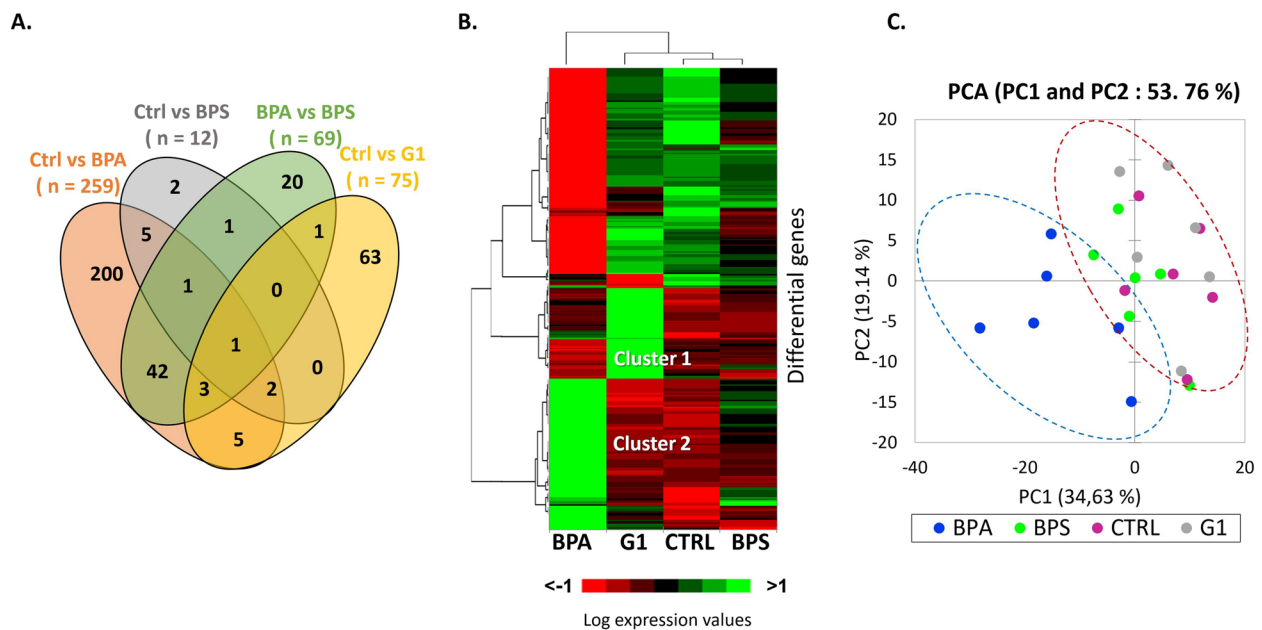 A.
Ctrl vs BPS
( n = 12)
BPA vs BPS
( n = 69)
Ctrl vs BPA
( n = 259)
Ctrl vs G1
( n = 75)
2
20
5
1
1
63
200
1
0
1
42
3
2
0
5
B.
Cluster 1
Cluster 2
Differential genes
BPA G1 CTRL BPS
<-1 >1
Log expression values
C.
PCA (PC1 and PC2 : 53. 76 %)
20
15
10
5
0
-5
-10
-15
-20
PC2 (19.14 %)
-40 -20 0 20
PC1 (34,63 %)
BPA BPS CTRL G1